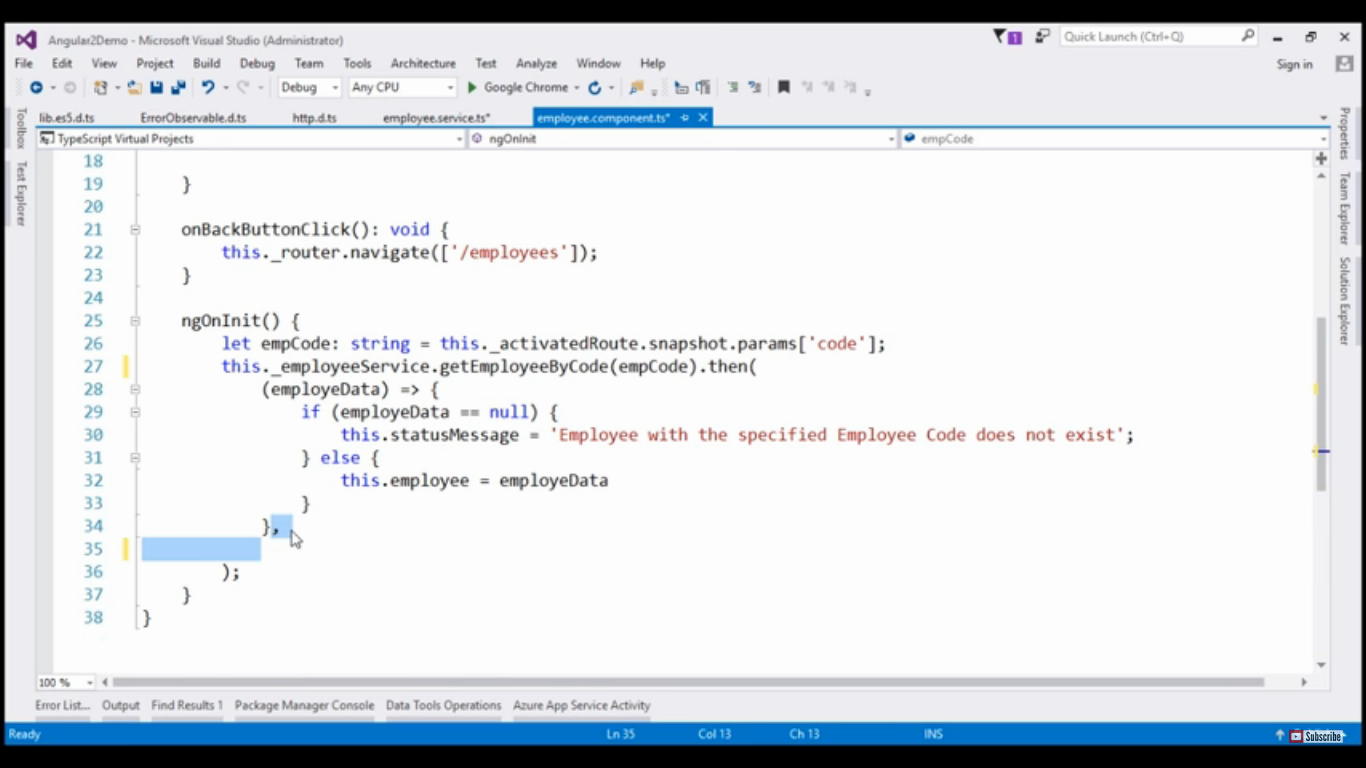 Angular2Demo - Microsoft Visual Studio (Administrator)
1
Quick Launch (Ctrl+Q)
File Edit View Project Build Debug Team Tools Architecture Test Analyze Window Help
Sign in
Debug Any CPU Google Chrome
lib.es5.d.ts ErrorObservable.d.ts http.d.ts employee.service.ts* employee.component.ts*
TypeScript Virtual Projects ngOnInit empCode
Toolbox
Test Explorer
Properties
Team Explorer
Solution Explorer
18
19 }
20
21 onBackButtonClick(): void {
22 this._router.navigate(['/employees']);
23 }
24
25 ngOnInit() {
26 let empCode: string = this._activatedRoute.snapshot.params['code'];
27 this._employeeService.getEmployeeByCode(empCode).then(
28 (employeData) => {
29 if (employeData == null) {
30 this.statusMessage = 'Employee with the specified Employee Code does not exist';
31 } else {
32 this.employee = employeData
33 }
34 },
35
36 );
37 }
38 }
100 %
Error List... Output Find Results 1 Package Manager Console Data Tools Operations Azure App Service Activity
Ready Ln 35 Col 13 Ch 13 INS
Subscribe